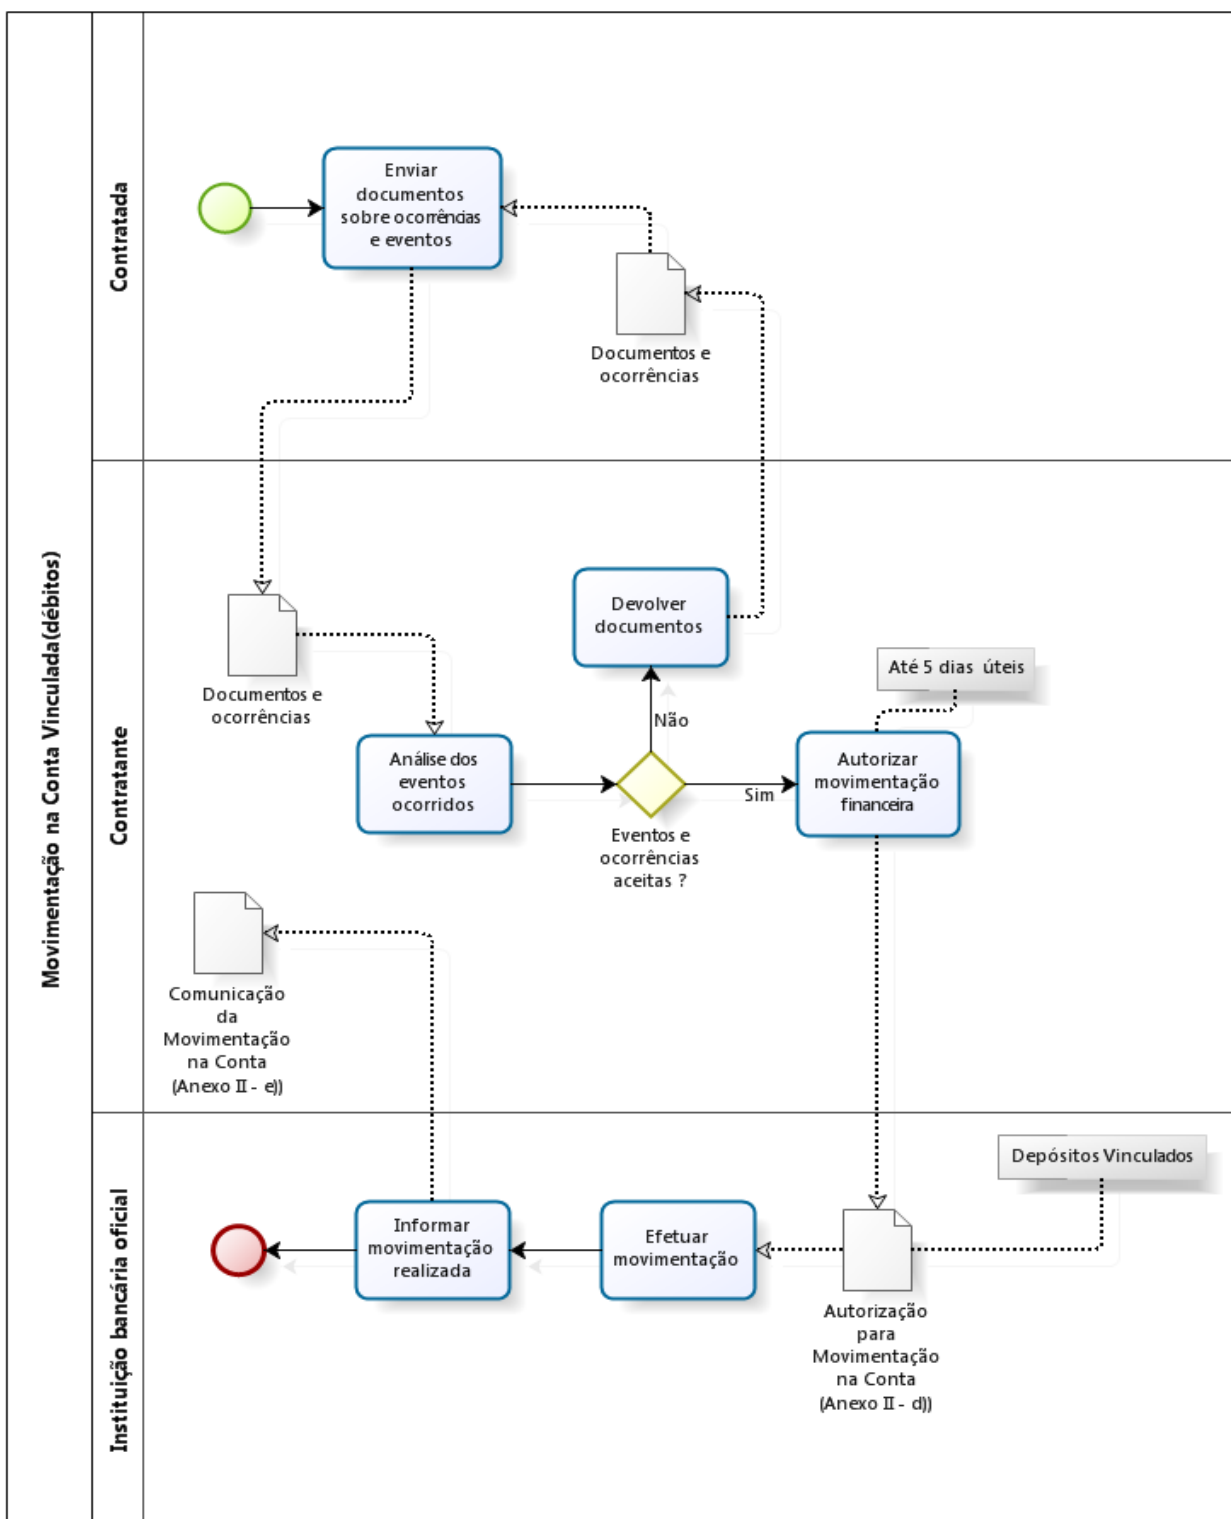 Movimentação na Conta Vinculada(débitos)
Contratada
Enviar
documentos
sobre ocorrências
e eventos
Documentos e
ocorrências
Contratante
Documentos e
ocorrências
Análise dos
eventos
ocorridos
Devolver
documentos
Não
Eventos e
ocorrências
aceitas ?
Sim
Até 5 dias úteis
Autorizar
movimentação
financeira
Comunicação
da
Movimentação
na Conta
(Anexo II - e))
Instituição bancária oficial
Informar
movimentação
realizada
Efetuar
movimentação
Depósitos Vinculados
Autorização
para
Movimentação
na Conta
(Anexo II - d))